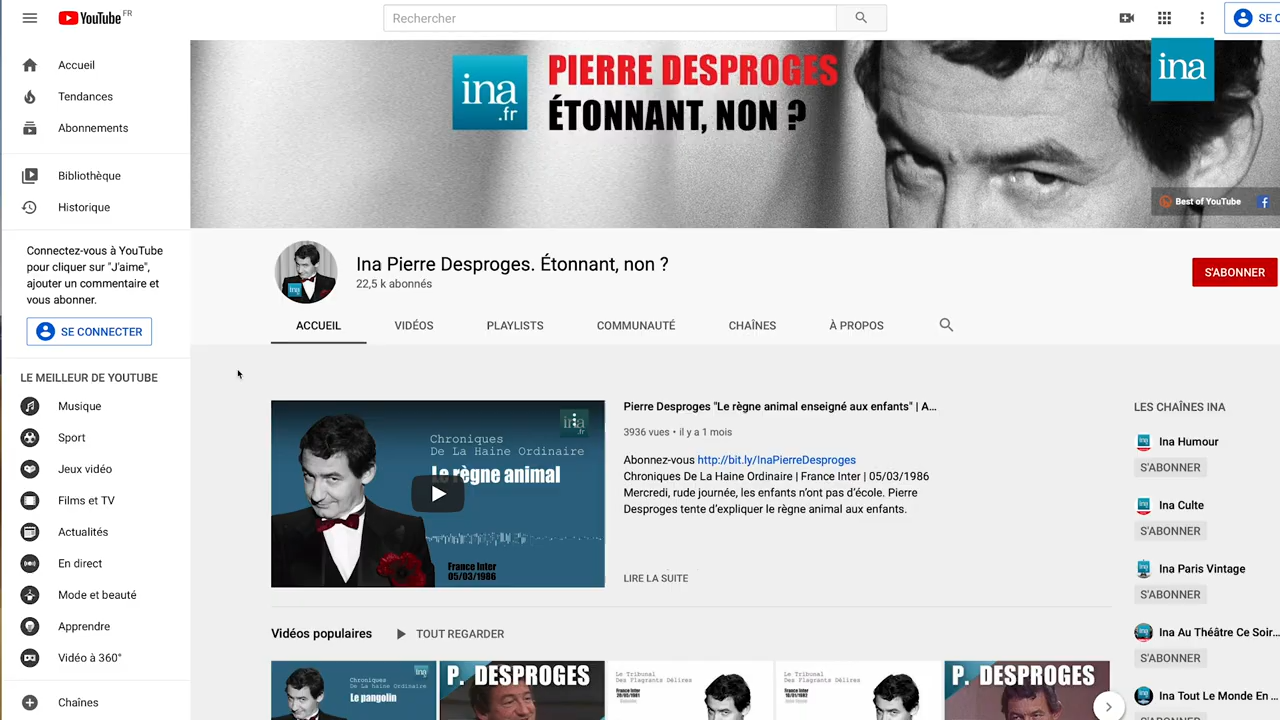 YouTube FR
Rechercher
SE C
Accueil
Tendances
Abonnements
Bibliothèque
Historique
Connectez-vous à YouTube
pour cliquer sur "J'aime",
ajouter un commentaire et
vous abonner.
SE CONNECTER
LE MEILLEUR DE YOUTUBE
Musique
Sport
Jeux vidéo
Films et TV
Actualités
En direct
Mode et beauté
Apprendre
Vidéo à 360°
Chaînes
ina
.fr
PIERRE DESPROGES
ÉTONNANT, NON ?
ina
Best of YouTube
Ina Pierre Desproges. Étonnant, non ?
22,5 k abonnés
S'ABONNER
ACCUEIL
VIDÉOS
PLAYLISTS
COMMUNAUTÉ
CHAÎNES
À PROPOS
ina
.fr
Chroniques
De La Haine Ordinaire
Le règne animal
France Inter
05/03/1986
Pierre Desproges "Le règne animal enseigné aux enfants" | A...
3936 vues • il y a 1 mois
Abonnez-vous http://bit.ly/InaPierreDesproges
Chroniques De La Haine Ordinaire | France Inter | 05/03/1986
Mercredi, rude journée, les enfants n'ont pas d'école. Pierre
Desproges tente d'expliquer le règne animal aux enfants.
LIRE LA SUITE
LES CHAÎNES INA
Ina Humour
S'ABONNER
Ina Culte
S'ABONNER
Ina Paris Vintage
S'ABONNER
Ina Au Théâtre Ce Soir...
S'ABONNER
Ina Tout Le Monde En ...
S'ABONNER
Vidéos populaires
TOUT REGARDER
Chroniques
De la haine Ordinaire
Le pangolin
ina
P. DESPROGES
Le Tribunal
Des Flagrants Délires
France Inter
Le Tribunal
Des Flagrants Délires
France Inter
P. DESPROGES